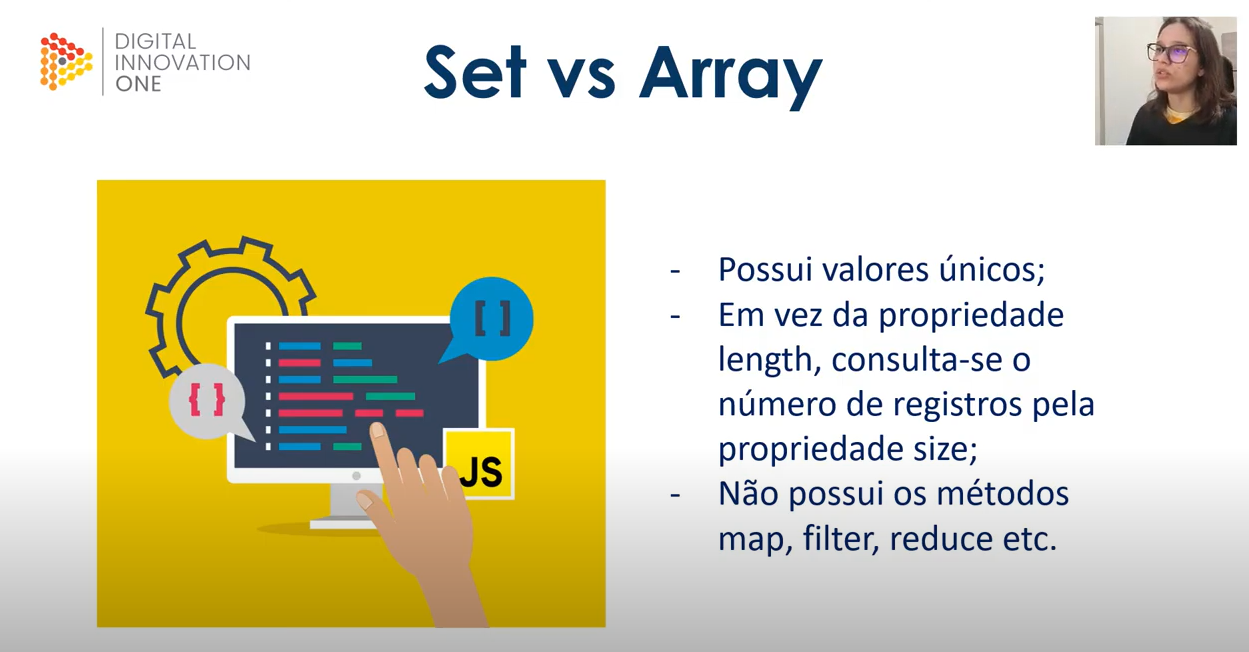 DIGITAL
INNOVATION
ONE
Set vs Array
[ ]
{ }
JS
- Possui valores únicos;
- Em vez da propriedade
length, consulta-se o
número de registros pela
propriedade size;
- Não possui os métodos
map, filter, reduce etc.